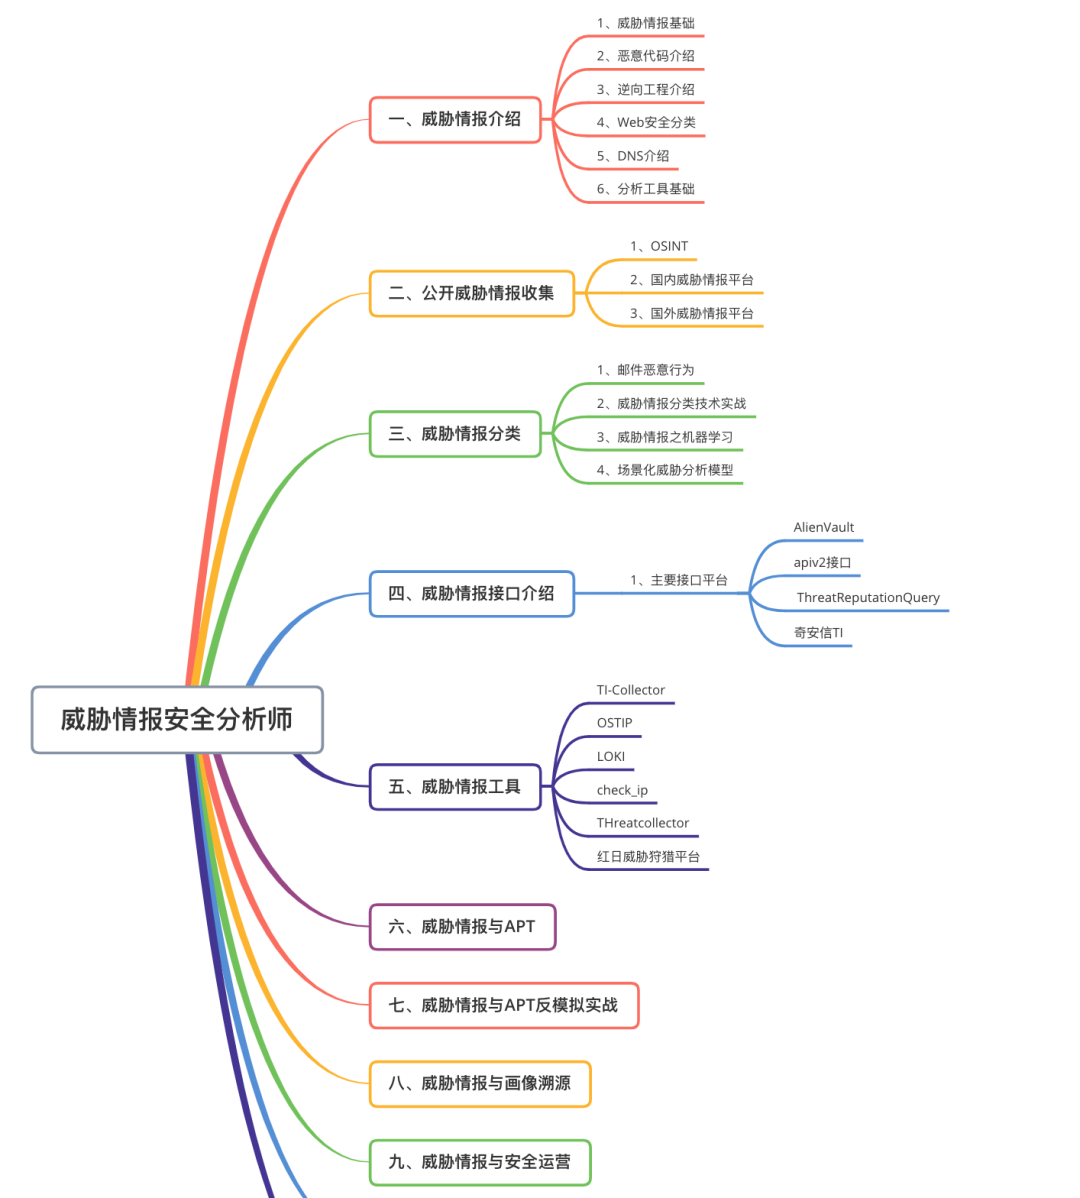 威胁情报安全分析师
一、威胁情报介绍
1、威胁情报基础
2、恶意代码介绍
3、逆向工程介绍
4、Web安全分类
5、DNS介绍
6、分析工具基础
二、公开威胁情报收集
1、OSINT
2、国内威胁情报平台
3、国外威胁情报平台
三、威胁情报分类
1、邮件恶意行为
2、威胁情报分类技术实战
3、威胁情报之机器学习
4、场景化威胁分析模型
四、威胁情报接口介绍
1、主要接口平台
AlienVault
apiv2接口
ThreatReputationQuery
奇安信TI
五、威胁情报工具
TI-Collector
OSTIP
LOKI
check_ip
THreatcollector
红日威胁狩猎平台
六、威胁情报与APT
七、威胁情报与APT反模拟实战
八、威胁情报与画像溯源
九、威胁情报与安全运营